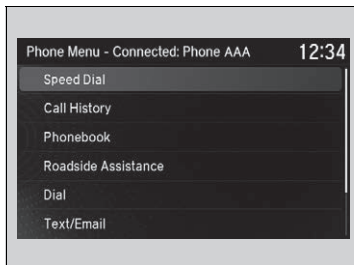 Phone Menu - Connected: Phone AAA 12:34
Speed Dial
Call History
Phonebook
Roadside Assistance
Dial
Text/Email